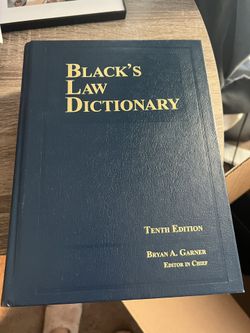 BLACK'S
LAW
DICTIONARY
TENTH EDITION
BRYAN A. GARNER
EDITOR IN CHIEF